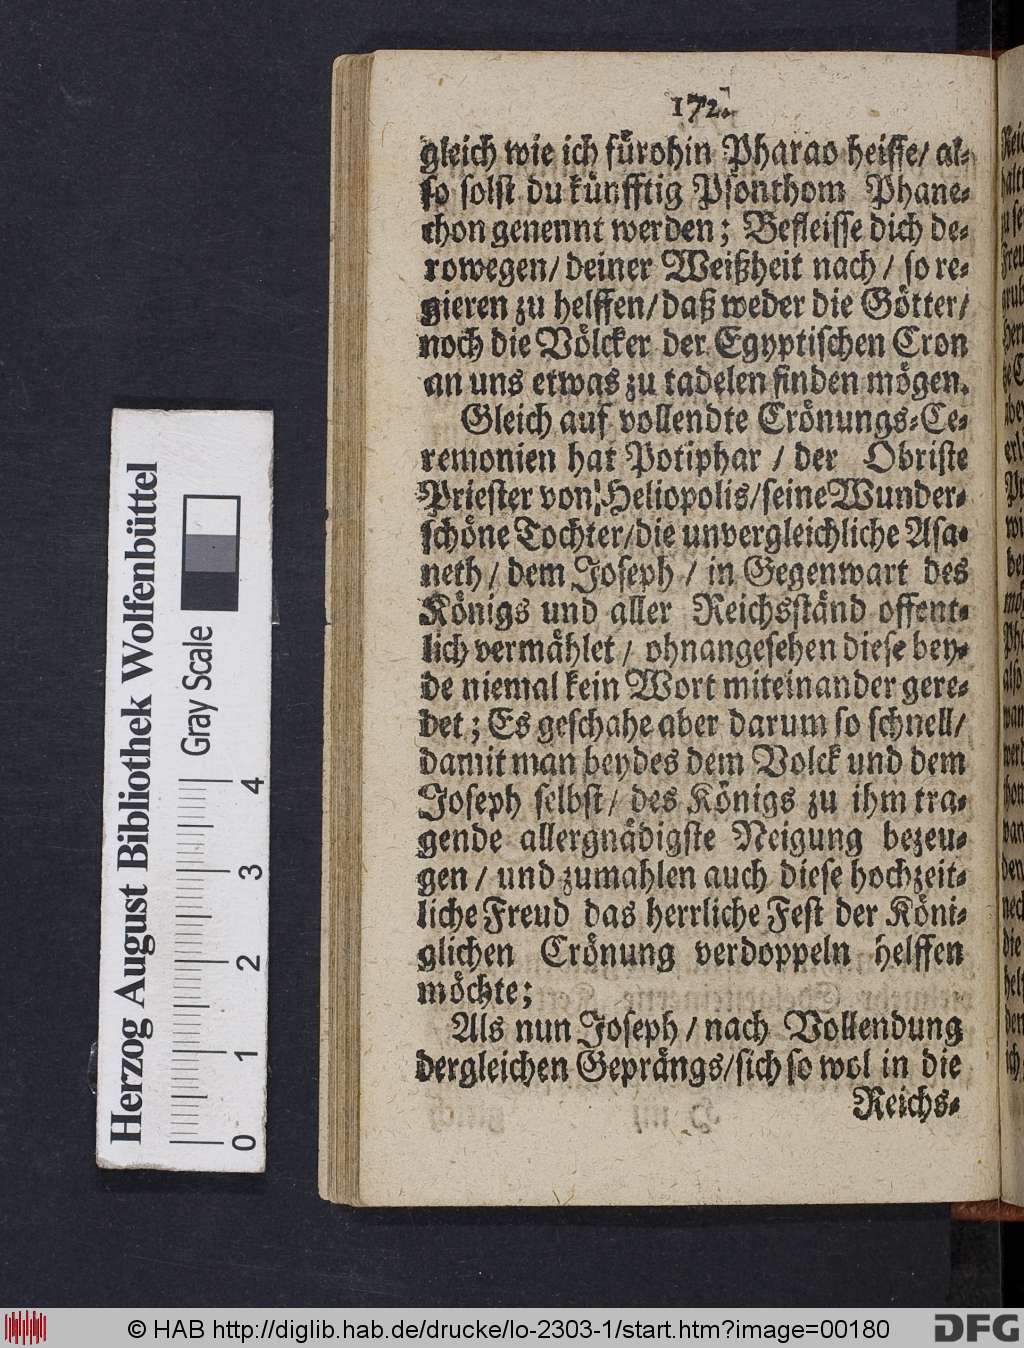 172.
gleich wie ich fürohin Pharao heisse/ al-
so solst du künfftig Psonthom Phane-
chon genennt werden; Befleisse dich de-
rowegen/ deiner Weißheit nach/ so re-
gieren zu helffen/ daß weder die Götter/
noch die Völcker der Egyptischen Cron
an uns etwas zu tadelen finden mögen.
Gleich auf vollendte Crönungs-Ce-
remonien hat Potiphar/ der Obriste
Priester von Heliopolis/ seine Wunder-
schöne Tochter/ die unvergleichliche Asa-
neth/ dem Joseph/ in Gegenwart des
Königs und aller Reichsständ offent-
lich vermählet/ ohnangesehen diese bey-
de niemal kein Wort miteinander gere-
det; Es geschahe aber darum so schnell/
damit man beydes dem Volck und dem
Joseph selbst/ des Königs zu ihm tra-
gende allergnädigste Neigung bezeu-
gen/ und zumahlen auch diese hochzeit-
liche Freud das herrliche Fest der Köni-
glichen Crönung verdoppeln helffen
möchte;
Als nun Joseph/ nach Vollendung
dergleichen Geprängs/ sich so wol in die
Reichs-
Herzog August Bibliothek Wolfenbüttel
Gray Scale
0 1 2 3 4
© HAB http://diglib.hab.de/drucke/lo-2303-1/start.htm?image=00180
DFG